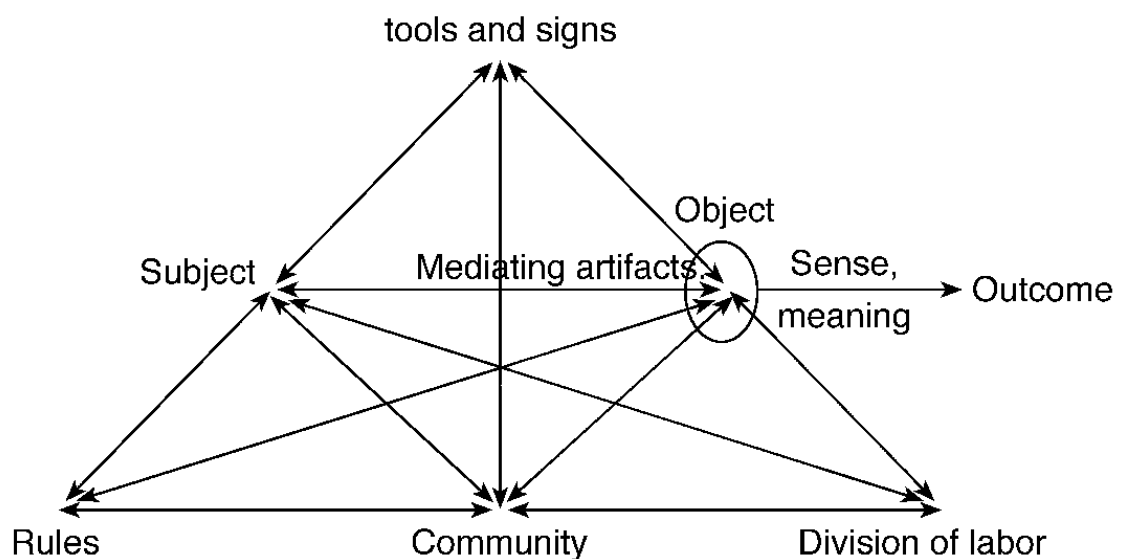 tools and signs
Object
Subject
Mediating artifacts.
Sense,
meaning
Outcome
Rules
Community
Division of labor